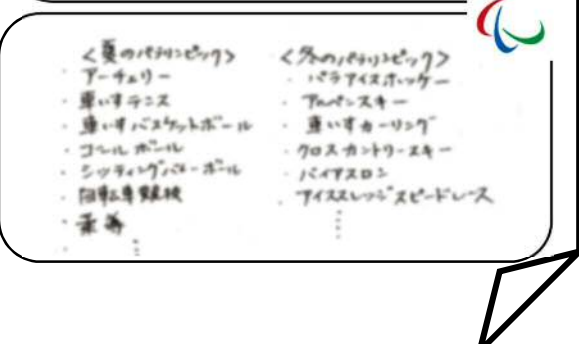 <夏のパラリンピック>
・アーチェリー
・車いすテニス
・車いすバスケットボール
・ゴールボール
・シッティングバレーボール
・自転車競技
・柔道
・⋮
<冬のパラリンピック>
・パラアイスホッケー
・アルペンスキー
・車いすカーリング
・クロスカントリースキー
・バイアスロン
・アイススレッジスピードレース
⋮